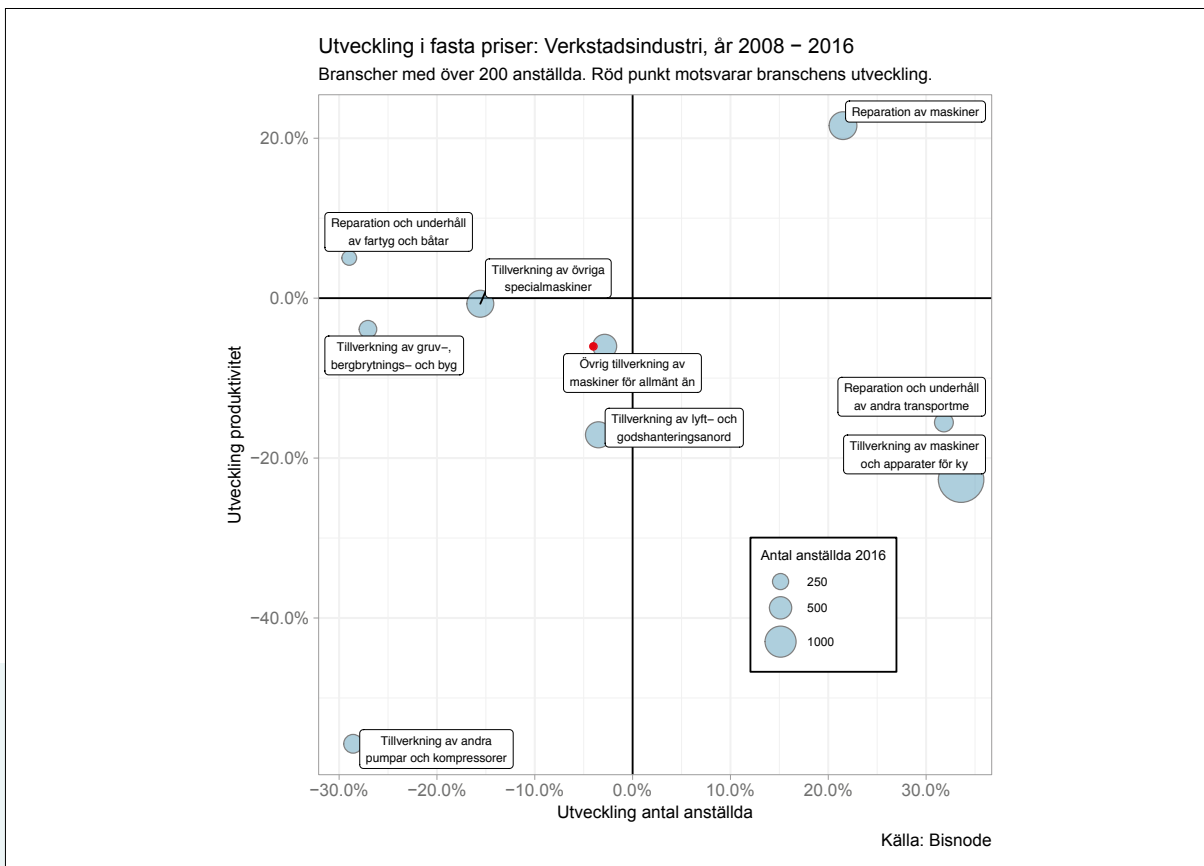 Utveckling i fasta priser: Verkstadsindustri, år 2008 − 2016
Branscher med över 200 anställda. Röd punkt motsvarar branschens utveckling.
Reparation av maskiner
20.0%
Reparation och underhåll
av fartyg och båtar
Tillverkning av övriga
specialmaskiner
0.0%
Tillverkning av gruv−,
bergbrytnings− och byg
Övrig tillverkning av
maskiner för allmänt än
Reparation och underhåll
av andra transportme
Tillverkning av lyft− och
godshanteringsanord
Tillverkning av maskiner
och apparater för ky
−20.0%
Utveckling produktivitet
Antal anställda 2016
250
500
1000
−40.0%
Tillverkning av andra
pumpar och kompressorer
−30.0% −20.0% −10.0% 0.0% 10.0% 20.0% 30.0%
Utveckling antal anställda
Källa: Bisnode